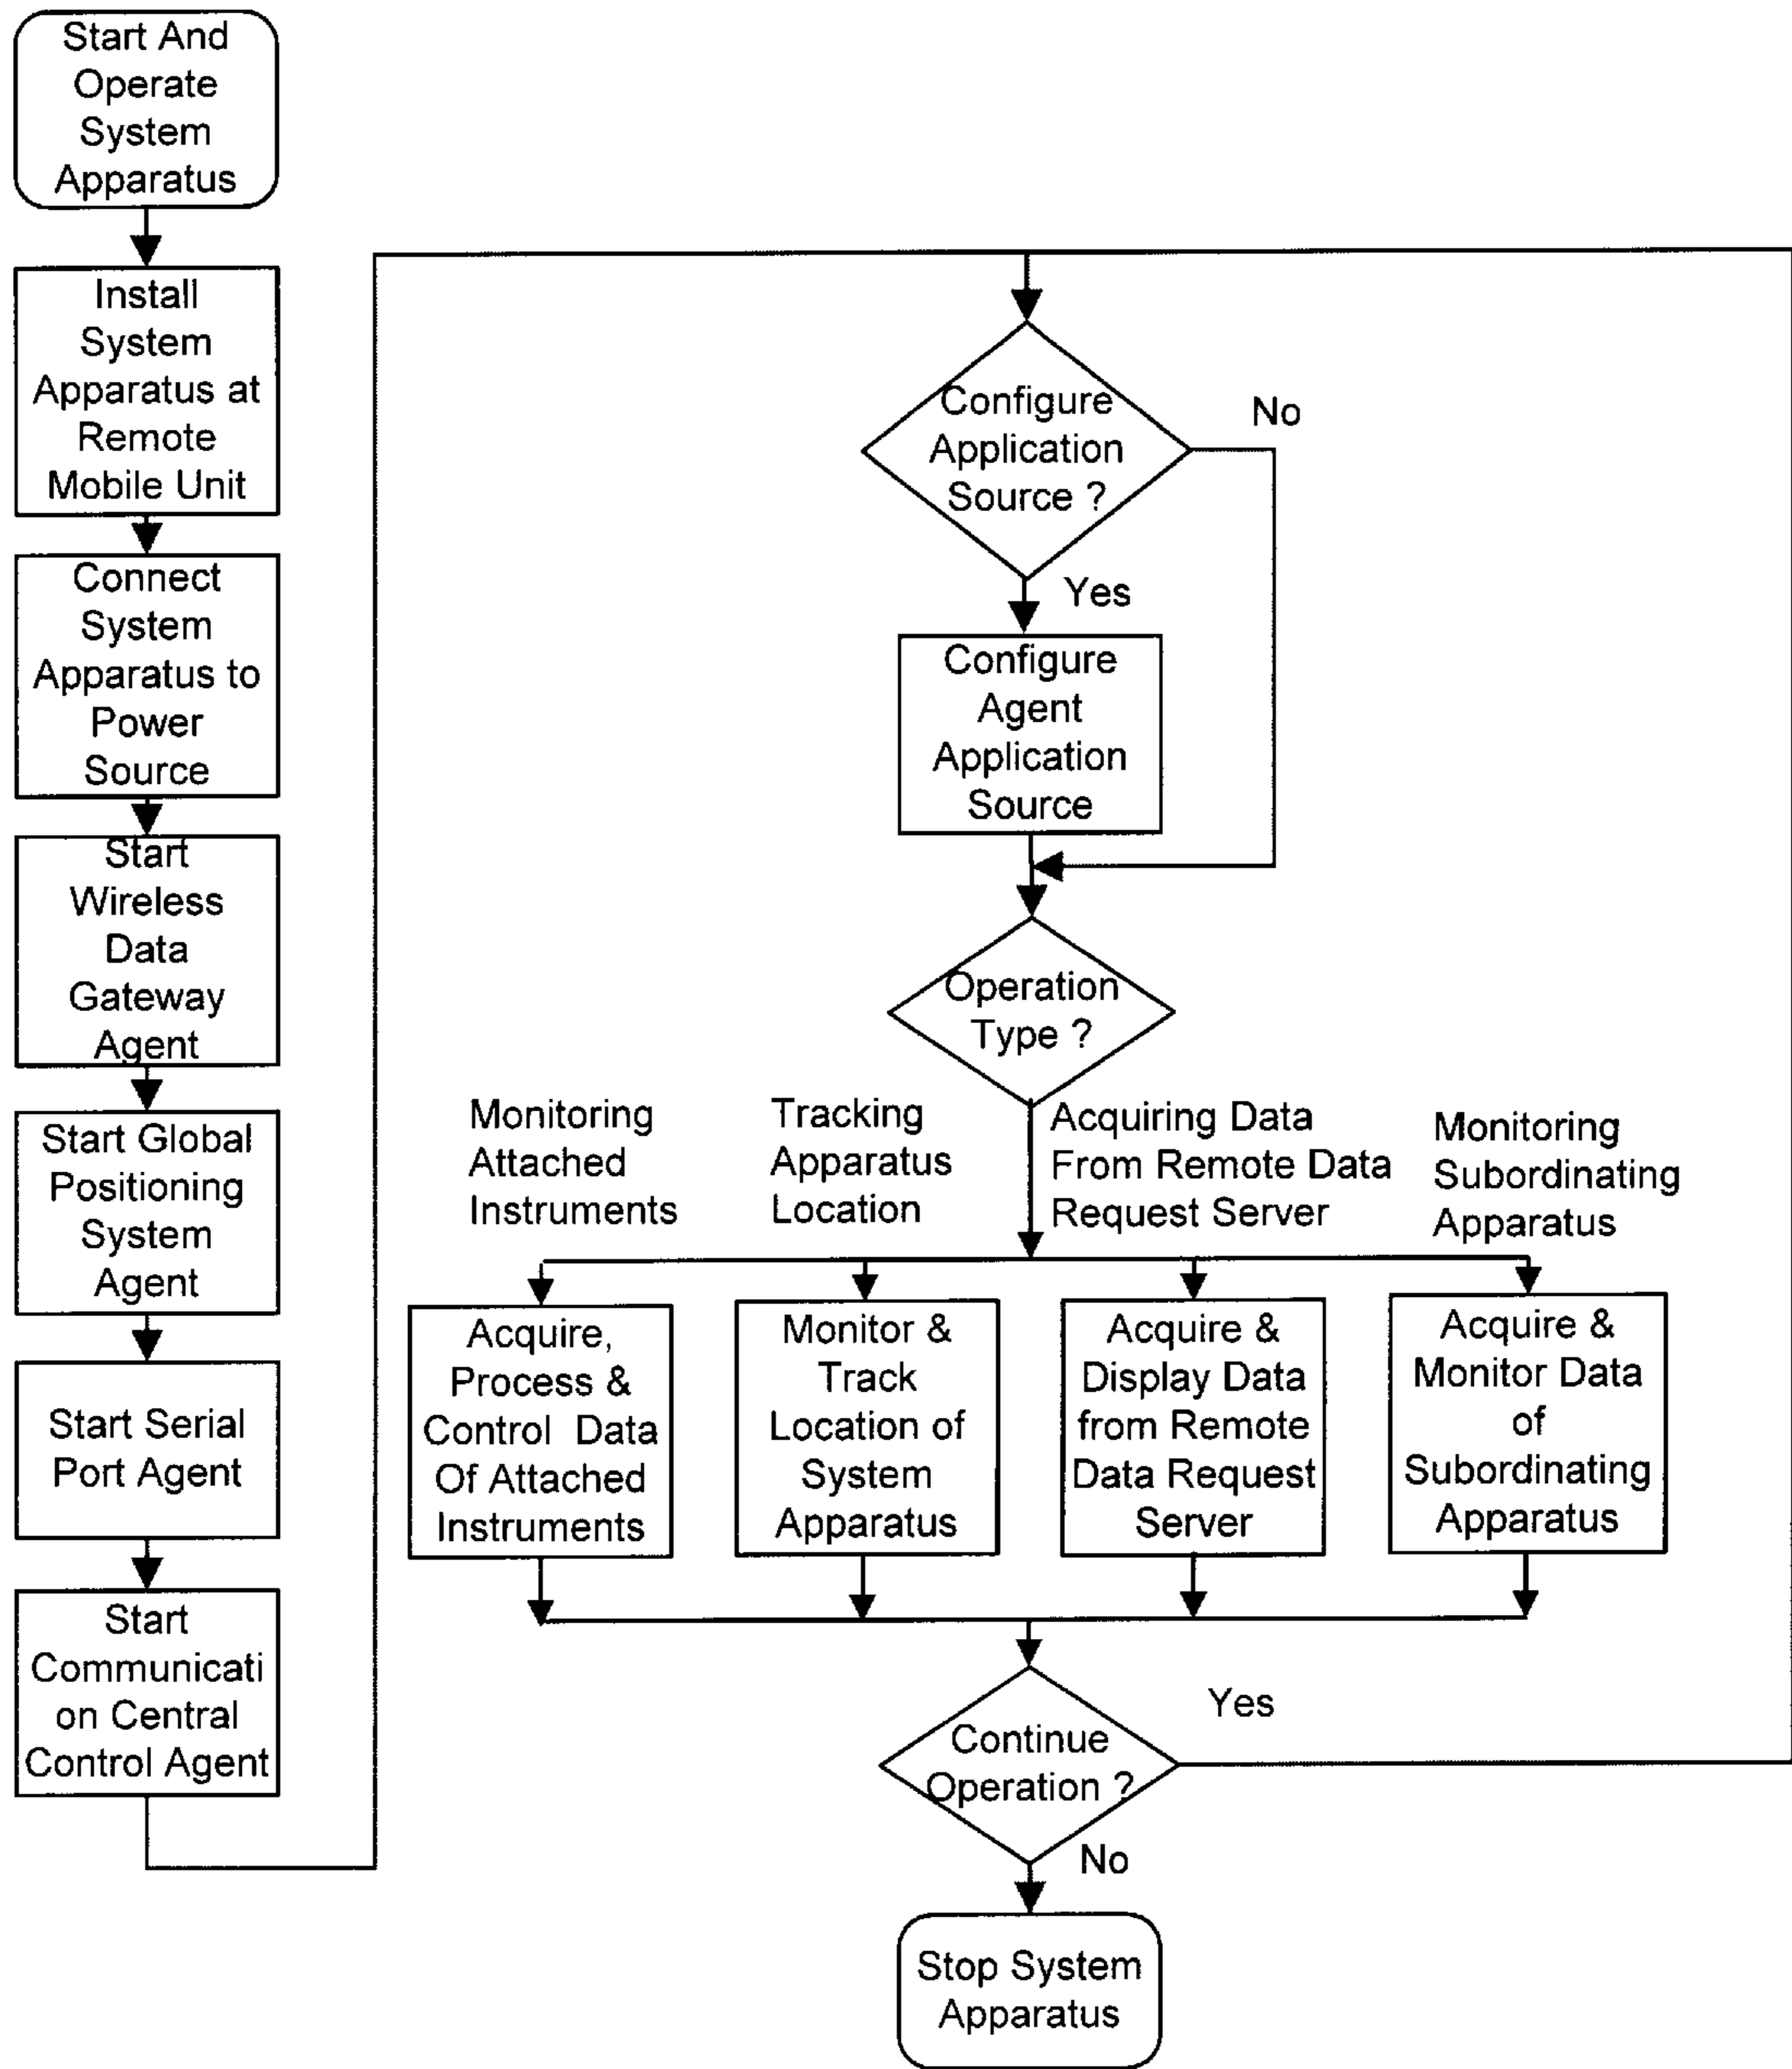 Start And
Operate
System
Apparatus
Install
System
Apparatus at
Remote
Mobile Unit
Connect
System
Apparatus to
Power
Source
Start
Wireless
Data
Gateway
Agent
Start Global
Positioning
System
Agent
Start Serial
Port Agent
Start
Communicati
on Central
Control Agent
Configure
Application
Source ?
No
Yes
Configure
Agent
Application
Source
Operation
Type ?
Monitoring
Attached
Instruments
Tracking
Apparatus
Location
Acquiring Data
From Remote Data
Request Server
Monitoring
Subordinating
Apparatus
Acquire,
Process &
Control Data
Of Attached
Instruments
Monitor &
Track
Location of
System
Apparatus
Acquire &
Display Data
from Remote
Data Request
Server
Acquire &
Monitor Data
of
Subordinating
Apparatus
Continue
Operation ?
Yes
No
Stop System
Apparatus